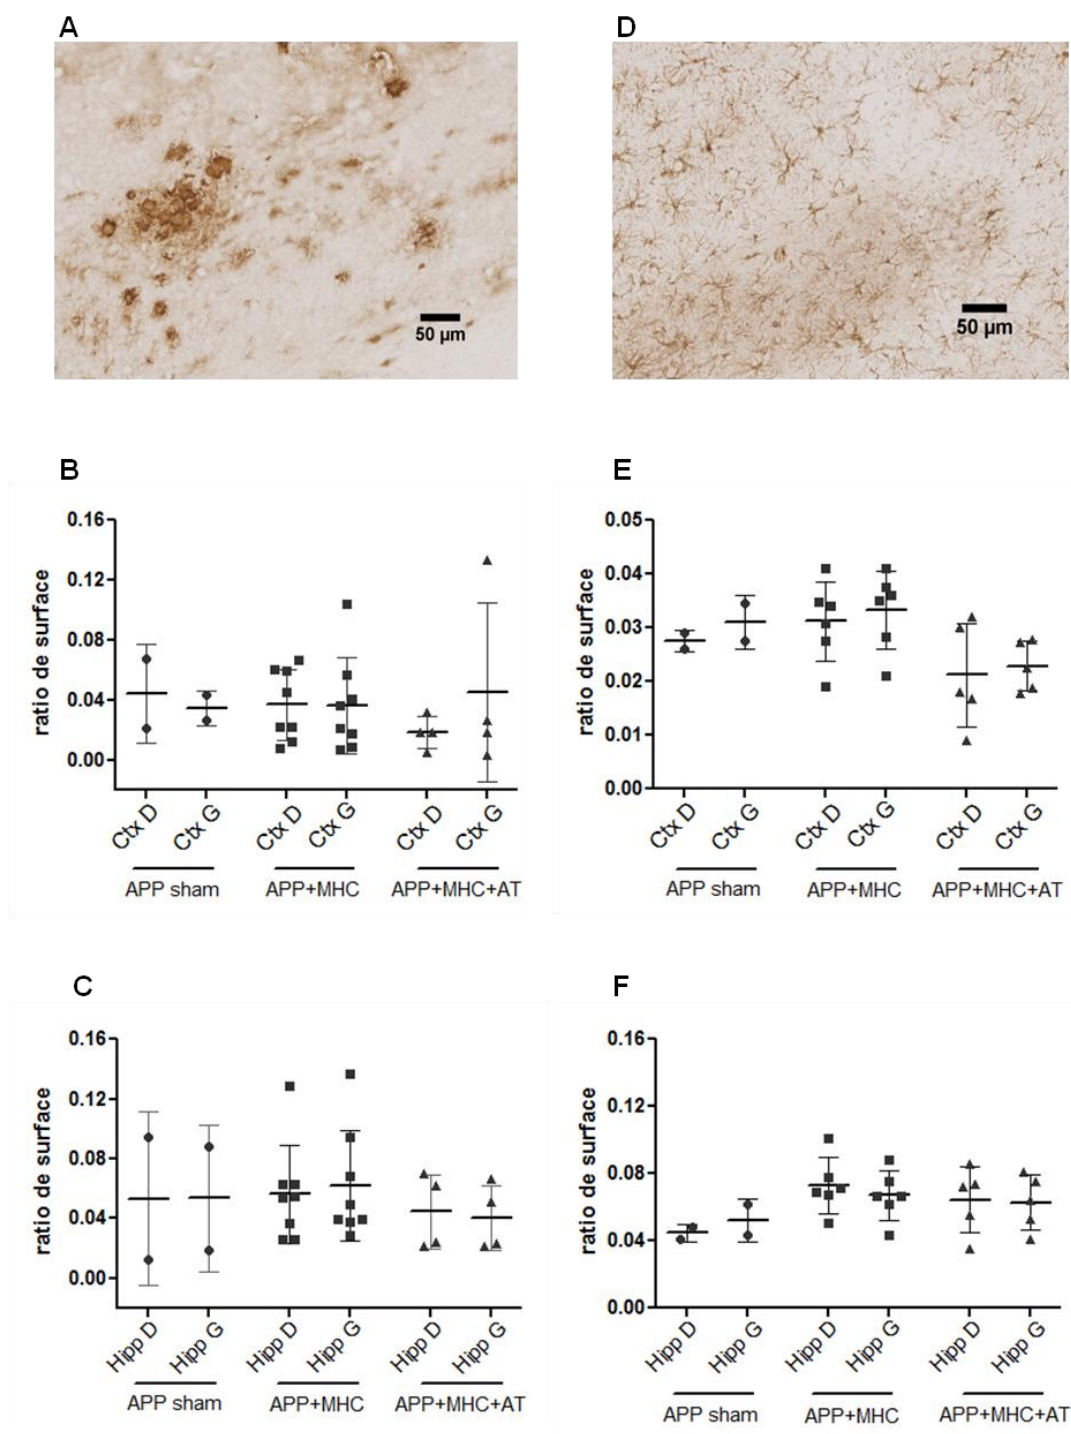 A
D
50 µm
50 µm
B
E
ratio de surface
0.16
0.12
0.08
0.04
0.00
Ctx D
Ctx G
Ctx D
Ctx G
Ctx D
Ctx G
APP sham
APP+MHC
APP+MHC+AT
ratio de surface
0.05
0.04
0.03
0.02
0.01
0.00
Ctx D
Ctx G
Ctx D
Ctx G
Ctx D
Ctx G
APP sham
APP+MHC
APP+MHC+AT
C
F
ratio de surface
0.16
0.12
0.08
0.04
0.00
Hipp D
Hipp G
Hipp D
Hipp G
Hipp D
Hipp G
APP sham
APP+MHC
APP+MHC+AT
ratio de surface
0.16
0.12
0.08
0.04
0.00
Hipp D
Hipp G
Hipp D
Hipp G
Hipp D
Hipp G
APP sham
APP+MHC
APP+MHC+AT